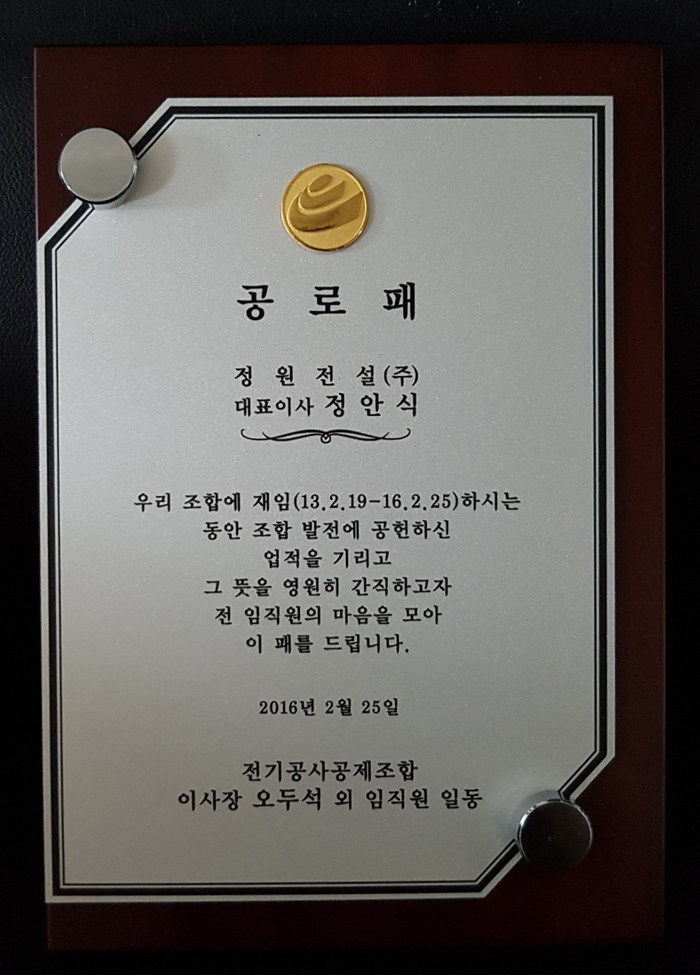 공 로 패
정 원 전 설(주)
대표이사 정 안 식
우리 조합에 재임(13.2.19-16.2.25)하시는
동안 조합 발전에 공헌하신
업적을 기리고
그 뜻을 영원히 간직하고자
전 임직원의 마음을 모아
이 패를 드립니다.
2016년 2월 25일
전기공사공제조합
이사장 오두석 외 임직원 일동